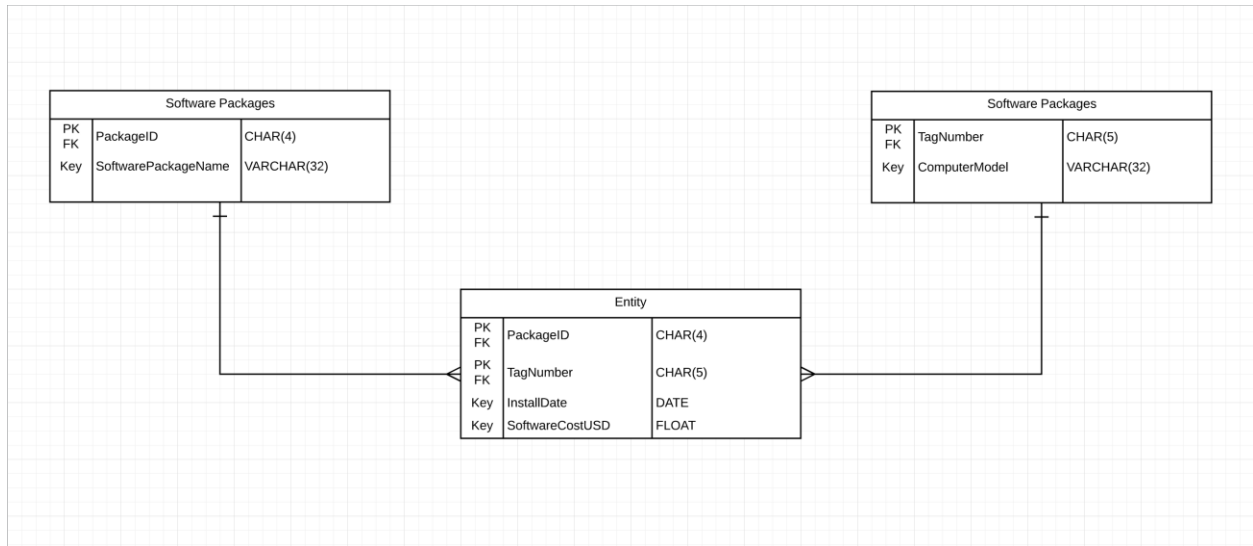 Software Packages
PK
FK
PackageID CHAR(4)
Key SoftwarePackageName VARCHAR(32)
Software Packages
PK
FK
TagNumber CHAR(5)
Key ComputerModel VARCHAR(32)
Entity
PK
FK
PackageID CHAR(4)
PK
FK
TagNumber CHAR(5)
Key InstallDate DATE
Key SoftwareCostUSD FLOAT